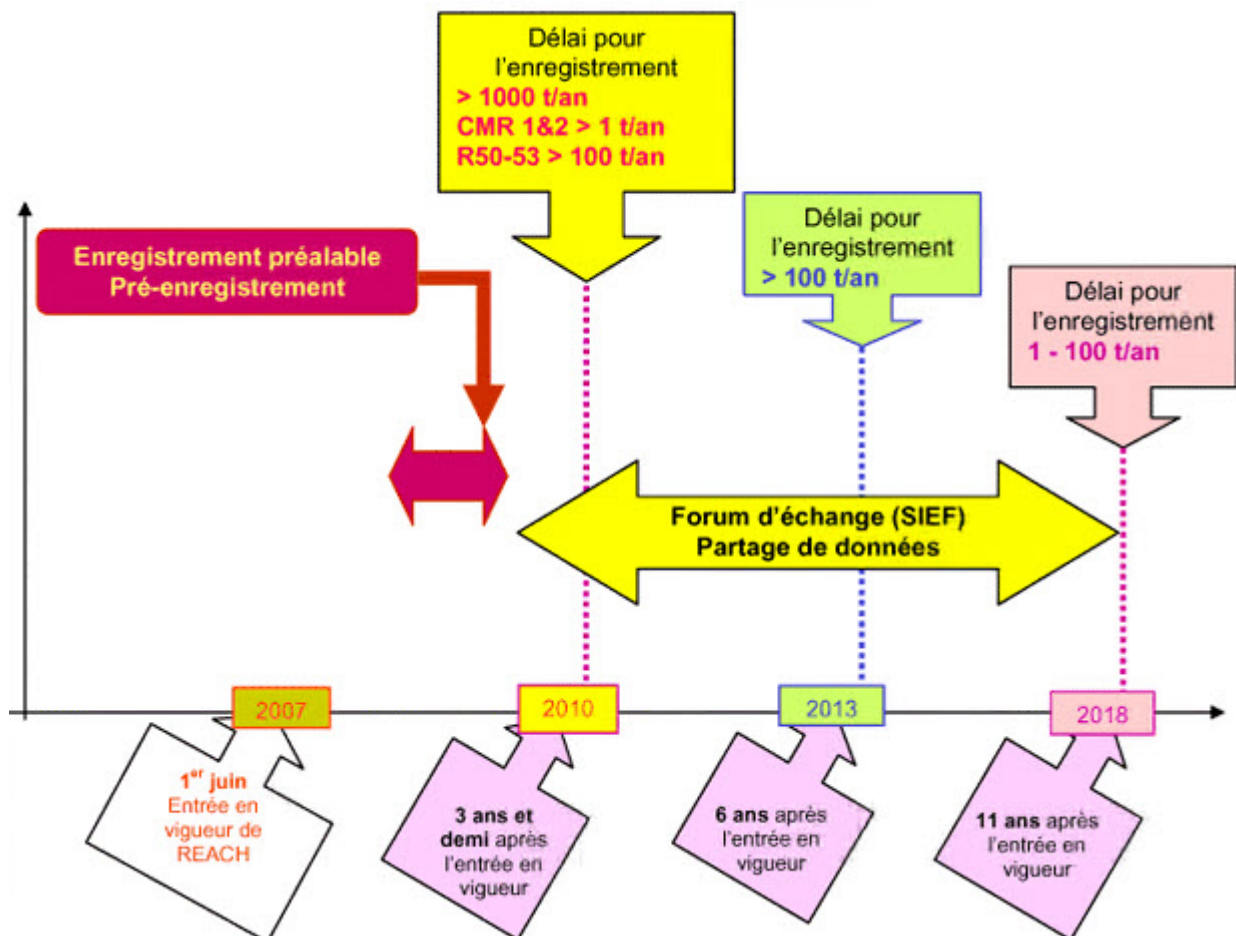 Délai pour
l'enregistrement
> 1000 t/an
CMR 1&2 > 1 t/an
R50-53 > 100 t/an
Enregistrement préalable
Pré-enregistrement
Délai pour
l'enregistrement
> 100 t/an
Délai pour
l'enregistrement
1 - 100 t/an
Forum d'échange (SIEF)
Partage de données
2007
2010
2013
2018
1er juin
Entrée en
vigueur de
REACH
3 ans et
demi après
l'entrée en
vigueur
6 ans après
l'entrée en
vigueur
11 ans après
l'entrée en
vigueur